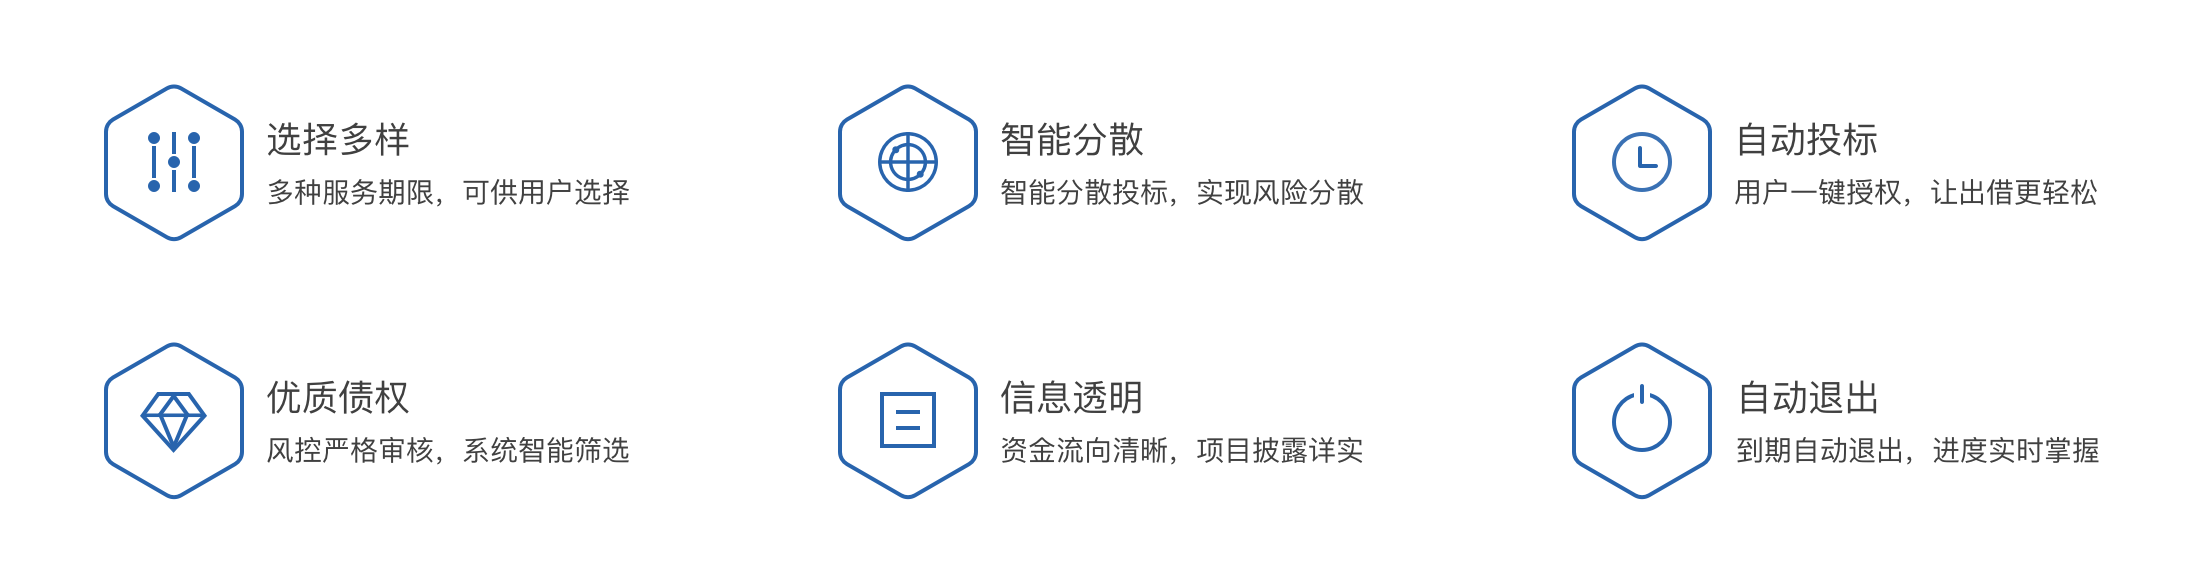 选择多样
多种服务期限，可供用户选择
智能分散
智能分散投标，实现风险分散
自动投标
用户一键授权，让出借更轻松
优质债权
风控严格审核，系统智能筛选
信息透明
资金流向清晰，项目披露详实
自动退出
到期自动退出，进度实时掌握